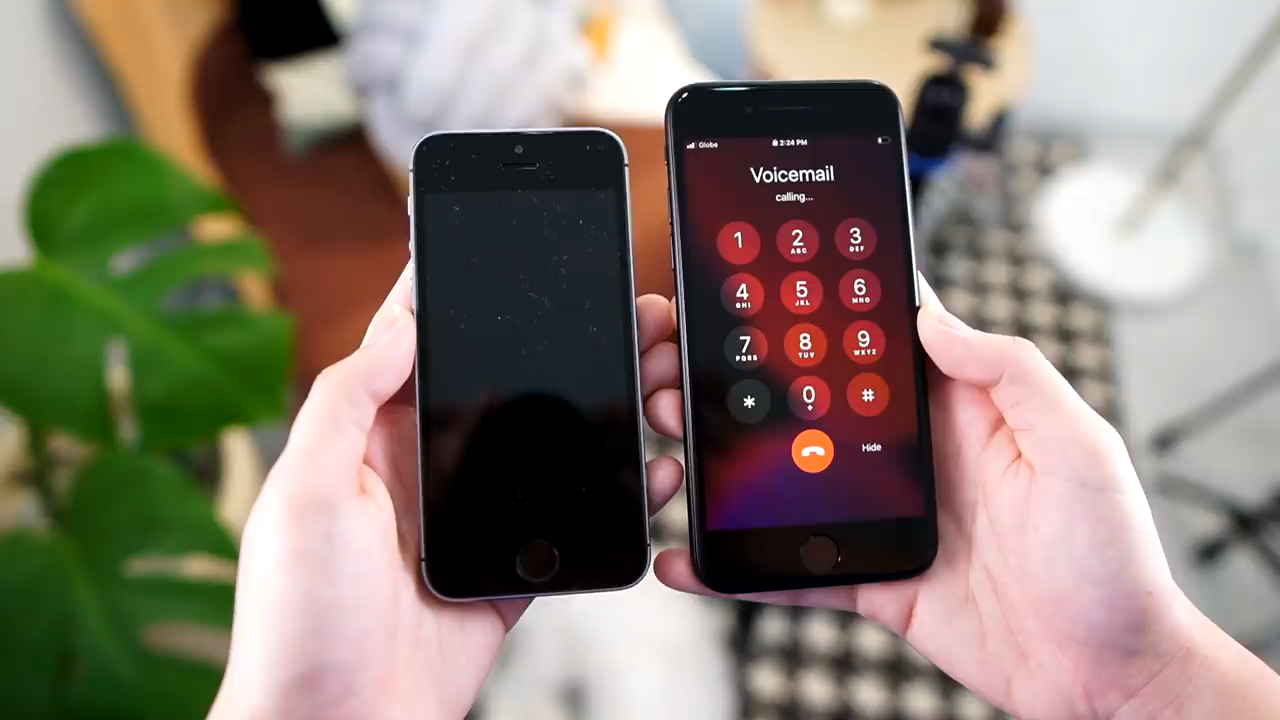 Globe 2:24 PM
Voicemail
calling...
1 2 3
ABC DEF
4 5 6
GHI JKL MNO
7 8 9
PQRS TUV WXYZ
* 0 #
+
Hide